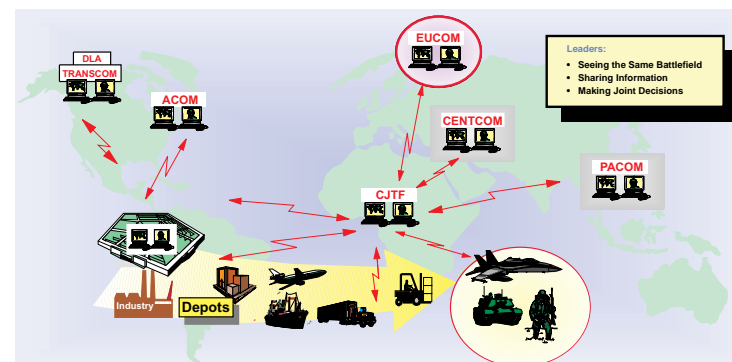 EUCOM
DLA
TRANSCOM
ACOM
Leaders:
• Seeing the Same Battlefield
• Sharing Information
• Making Joint Decisions
CENTCOM
PACOM
CJTF
Industry
Depots